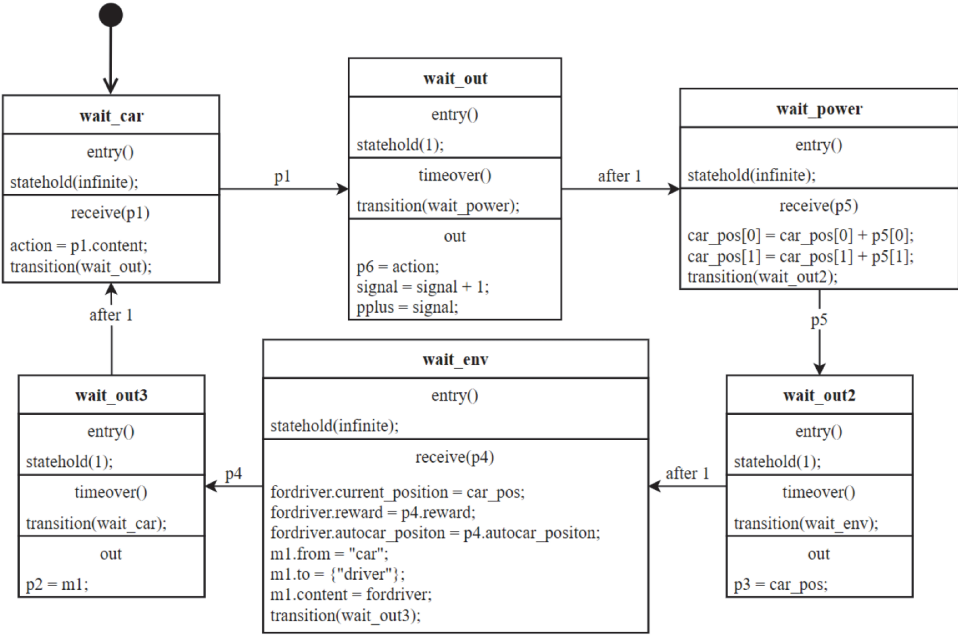 wait_car
entry()
statehold(infinite);
receive(p1)
action = p1.content;
transition(wait_out);
p1
wait_out
entry()
statehold(1);
timeover()
transition(wait_power);
out
p6 = action;
signal = signal + 1;
pplus = signal;
after 1
wait_power
entry()
statehold(infinite);
receive(p5)
car_pos[0] = car_pos[0] + p5[0];
car_pos[1] = car_pos[1] + p5[1];
transition(wait_out2);
p5
wait_out2
entry()
statehold(1);
timeover()
transition(wait_env);
out
p3 = car_pos;
after 1
wait_env
entry()
statehold(infinite);
receive(p4)
fordriver.current_position = car_pos;
fordriver.reward = p4.reward;
fordriver.autocar_positon = p4.autocar_positon;
m1.from = "car";
m1.to = {"driver"};
m1.content = fordriver;
transition(wait_out3);
p4
wait_out3
entry()
statehold(1);
timeover()
transition(wait_car);
out
p2 = m1;
after 1